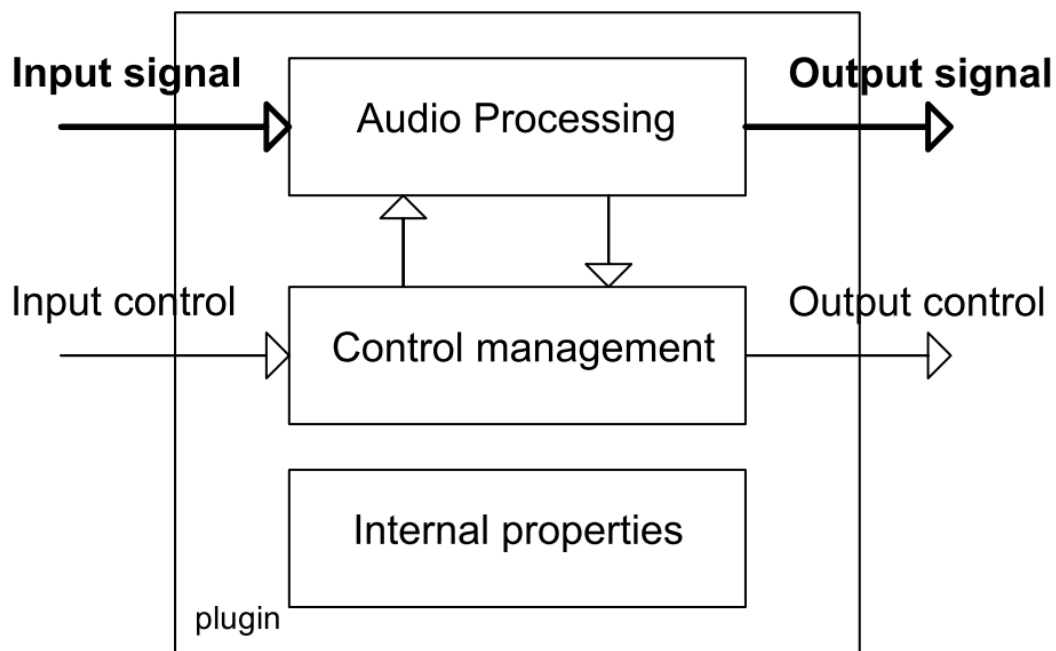 Input signal
Output signal
Audio Processing
Input control
Output control
Control management
Internal properties
plugin